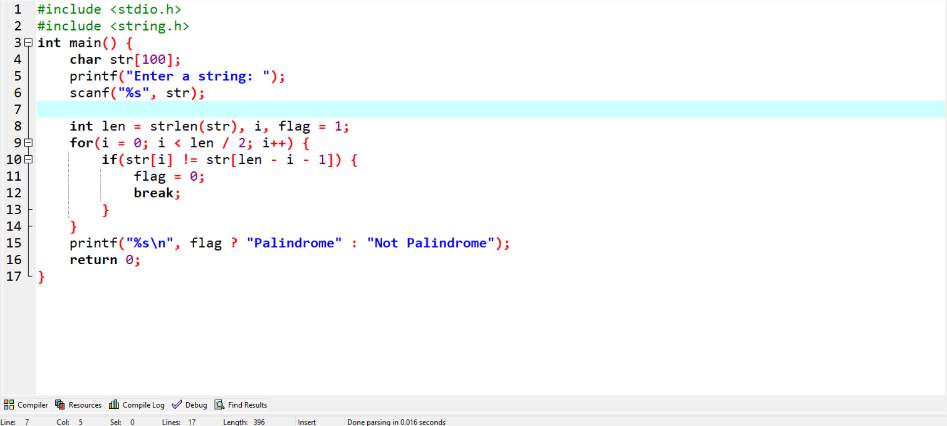 1 #include <stdio.h>
2 #include <string.h>
3 int main() {
4     char str[100];
5     printf("Enter a string: ");
6     scanf("%s", str);
7
8     int len = strlen(str), i, flag = 1;
9     for(i = 0; i < len / 2; i++) {
10         if(str[i] != str[len - i - 1]) {
11             flag = 0;
12             break;
13         }
14     }
15     printf("%s\n", flag ? "Palindrome" : "Not Palindrome");
16     return 0;
17 }
Compiler Resources Compile Log Debug Find Results
Line: 7 Col: 5 Sel: 0 Lines: 17 Length: 396 Insert Done parsing in 0.016 seconds